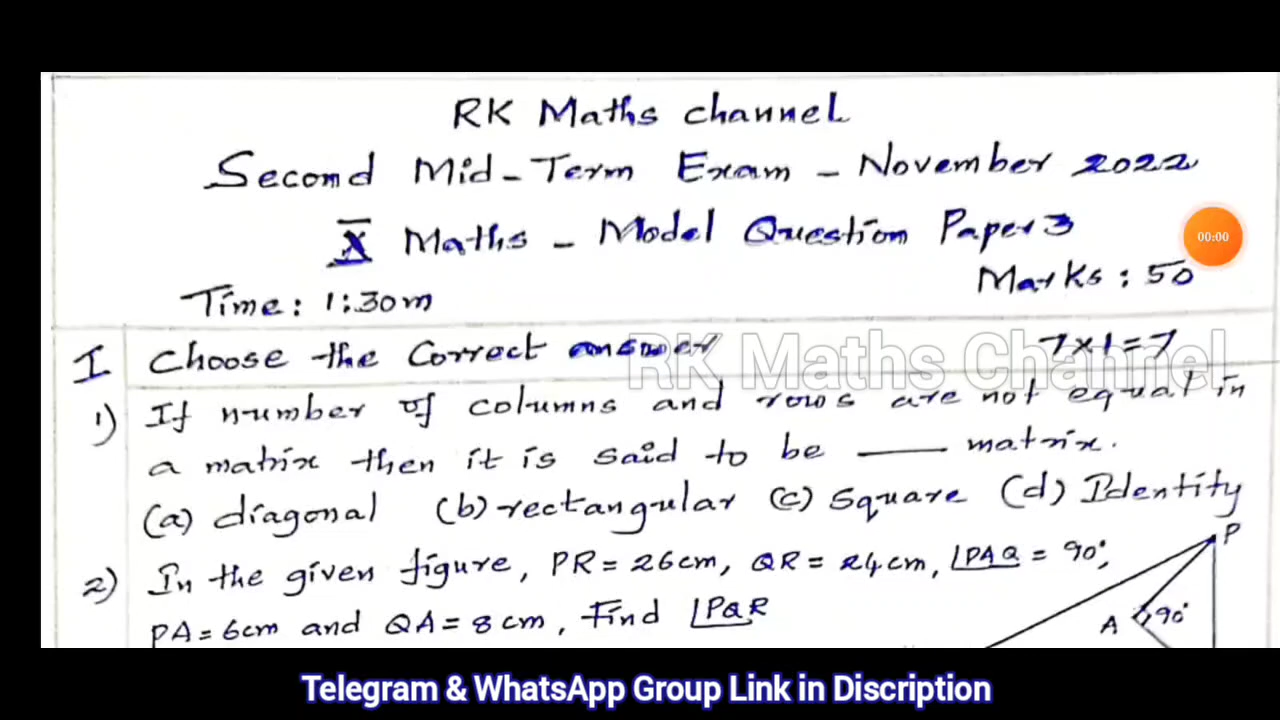 RK Maths channel
Second Mid-Term Exam - November 2022
X Maths - Model Question Paper 3
Time: 1:30m
Marks: 50
00:00
I Choose the Correct answer 7x1=7
RK Maths Channel
1) If number of columns and rows are not equal in
a matrix then it is said to be ___ matrix.
(a) diagonal (b) rectangular (c) square (d) Identity
2) In the given figure, PR = 26cm, QR = 24cm, ∠PAQ = 90°,
PA = 6cm and QA = 8cm, Find ∠PQR
P
A 90°
Telegram & WhatsApp Group Link in Discription